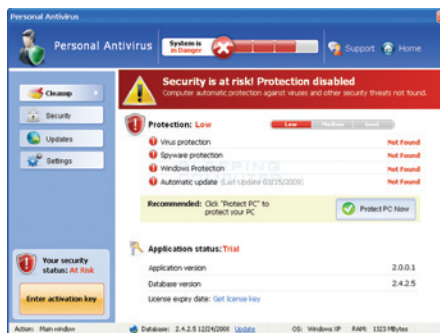 Personal Antivirus
Personal Antivirus
System is
in Danger
Support
Home
Cleanup
Security
Updates
Settings
Security is at risk! Protection disabled
Computer automatic protection against viruses and other security threats not found.
Protection: Low
Low Medium Good
Virus protection Not Found
Spyware protection Not Found
Windows Protection Not Found
Automatic update (Last Update 03/15/2009) Not Found
Recommended: Click "Protect PC" to
protect your PC
Protect PC Now
Your security
status: At Risk
Enter activation key
Application status: Trial
Application version 2.0.0.1
Database version 2.4.2.5
License expiry date: Get license key
Action: Main window Database: 2.4.2.5 12/24/2008 Update OS: Windows XP RAM: 1323 MBytes